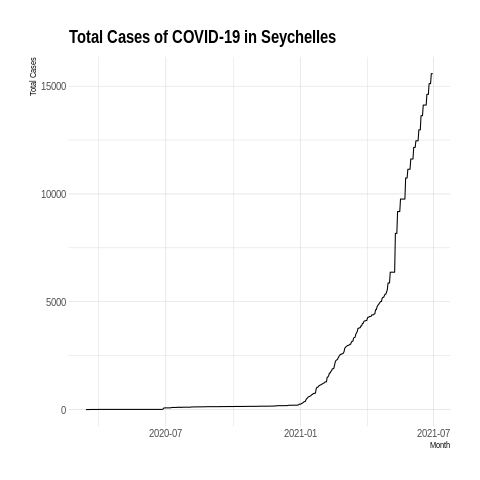 Total Cases of COVID-19 in Seychelles
Total Cases
15000
10000
5000
0
2020-07
2021-01
2021-07
Month